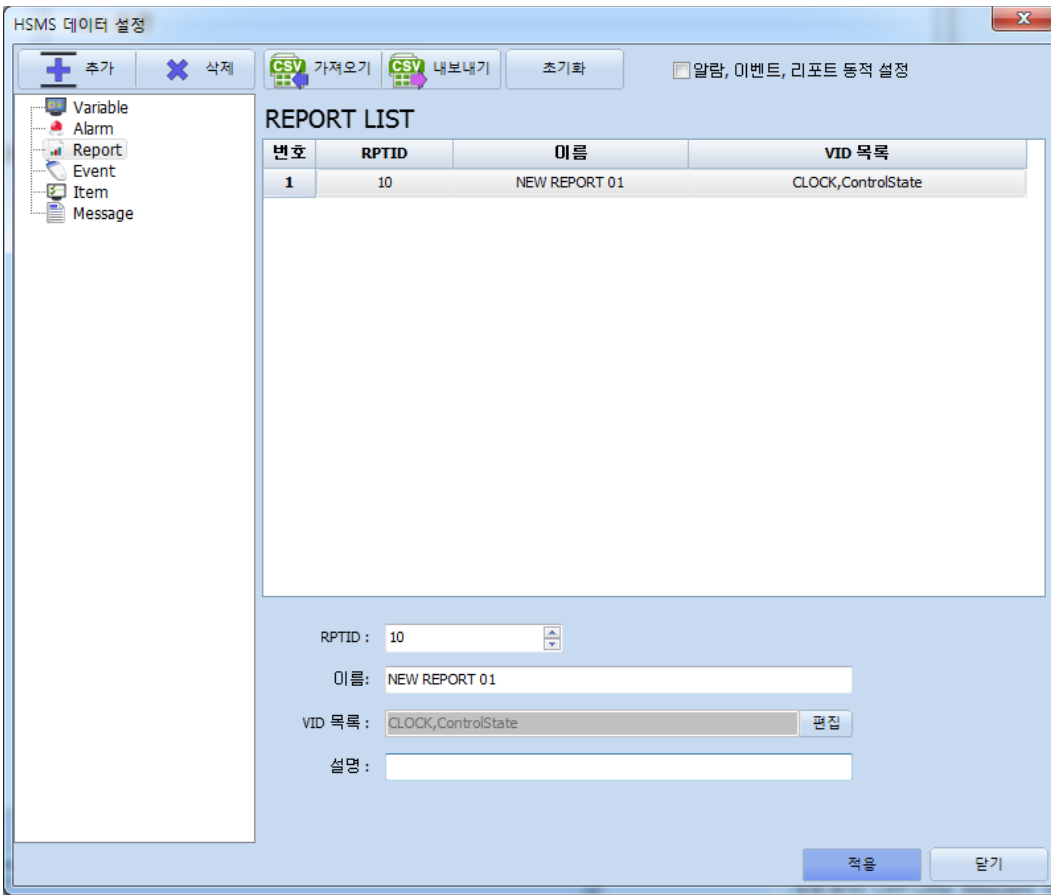 HSMS 데이터 설정
추가 삭제 CSV 가져오기 CSV 내보내기 초기화 알람, 이벤트, 리포트 동적 설정
Variable
Alarm
Report
Event
Item
Message
REPORT LIST
번호 RPTID 이름 VID 목록
1 10 NEW REPORT 01 CLOCK,ControlState
RPTID : 10
이름: NEW REPORT 01
VID 목록 : CLOCK,ControlState 편집
설명 :
적용 닫기